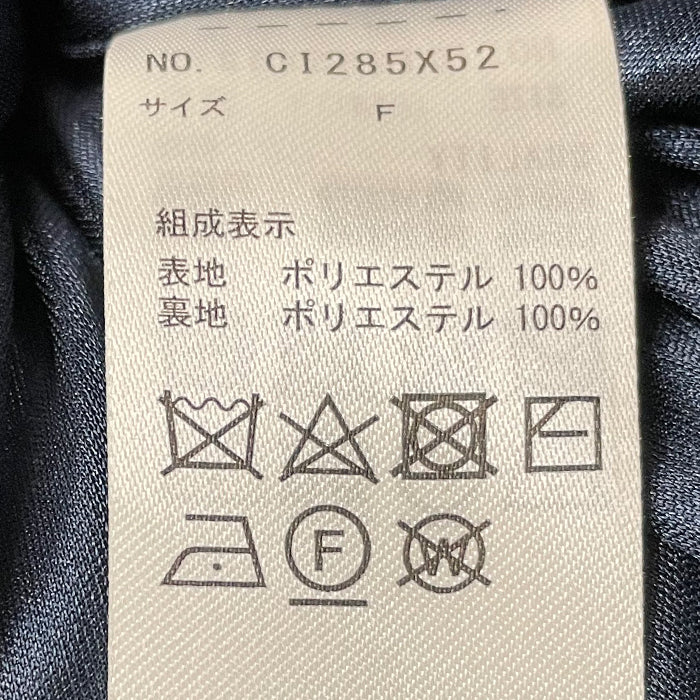 NO. CI285X52
サイズ F
組成表示
表地 ポリエステル 100%
裏地 ポリエステル 100%
F W